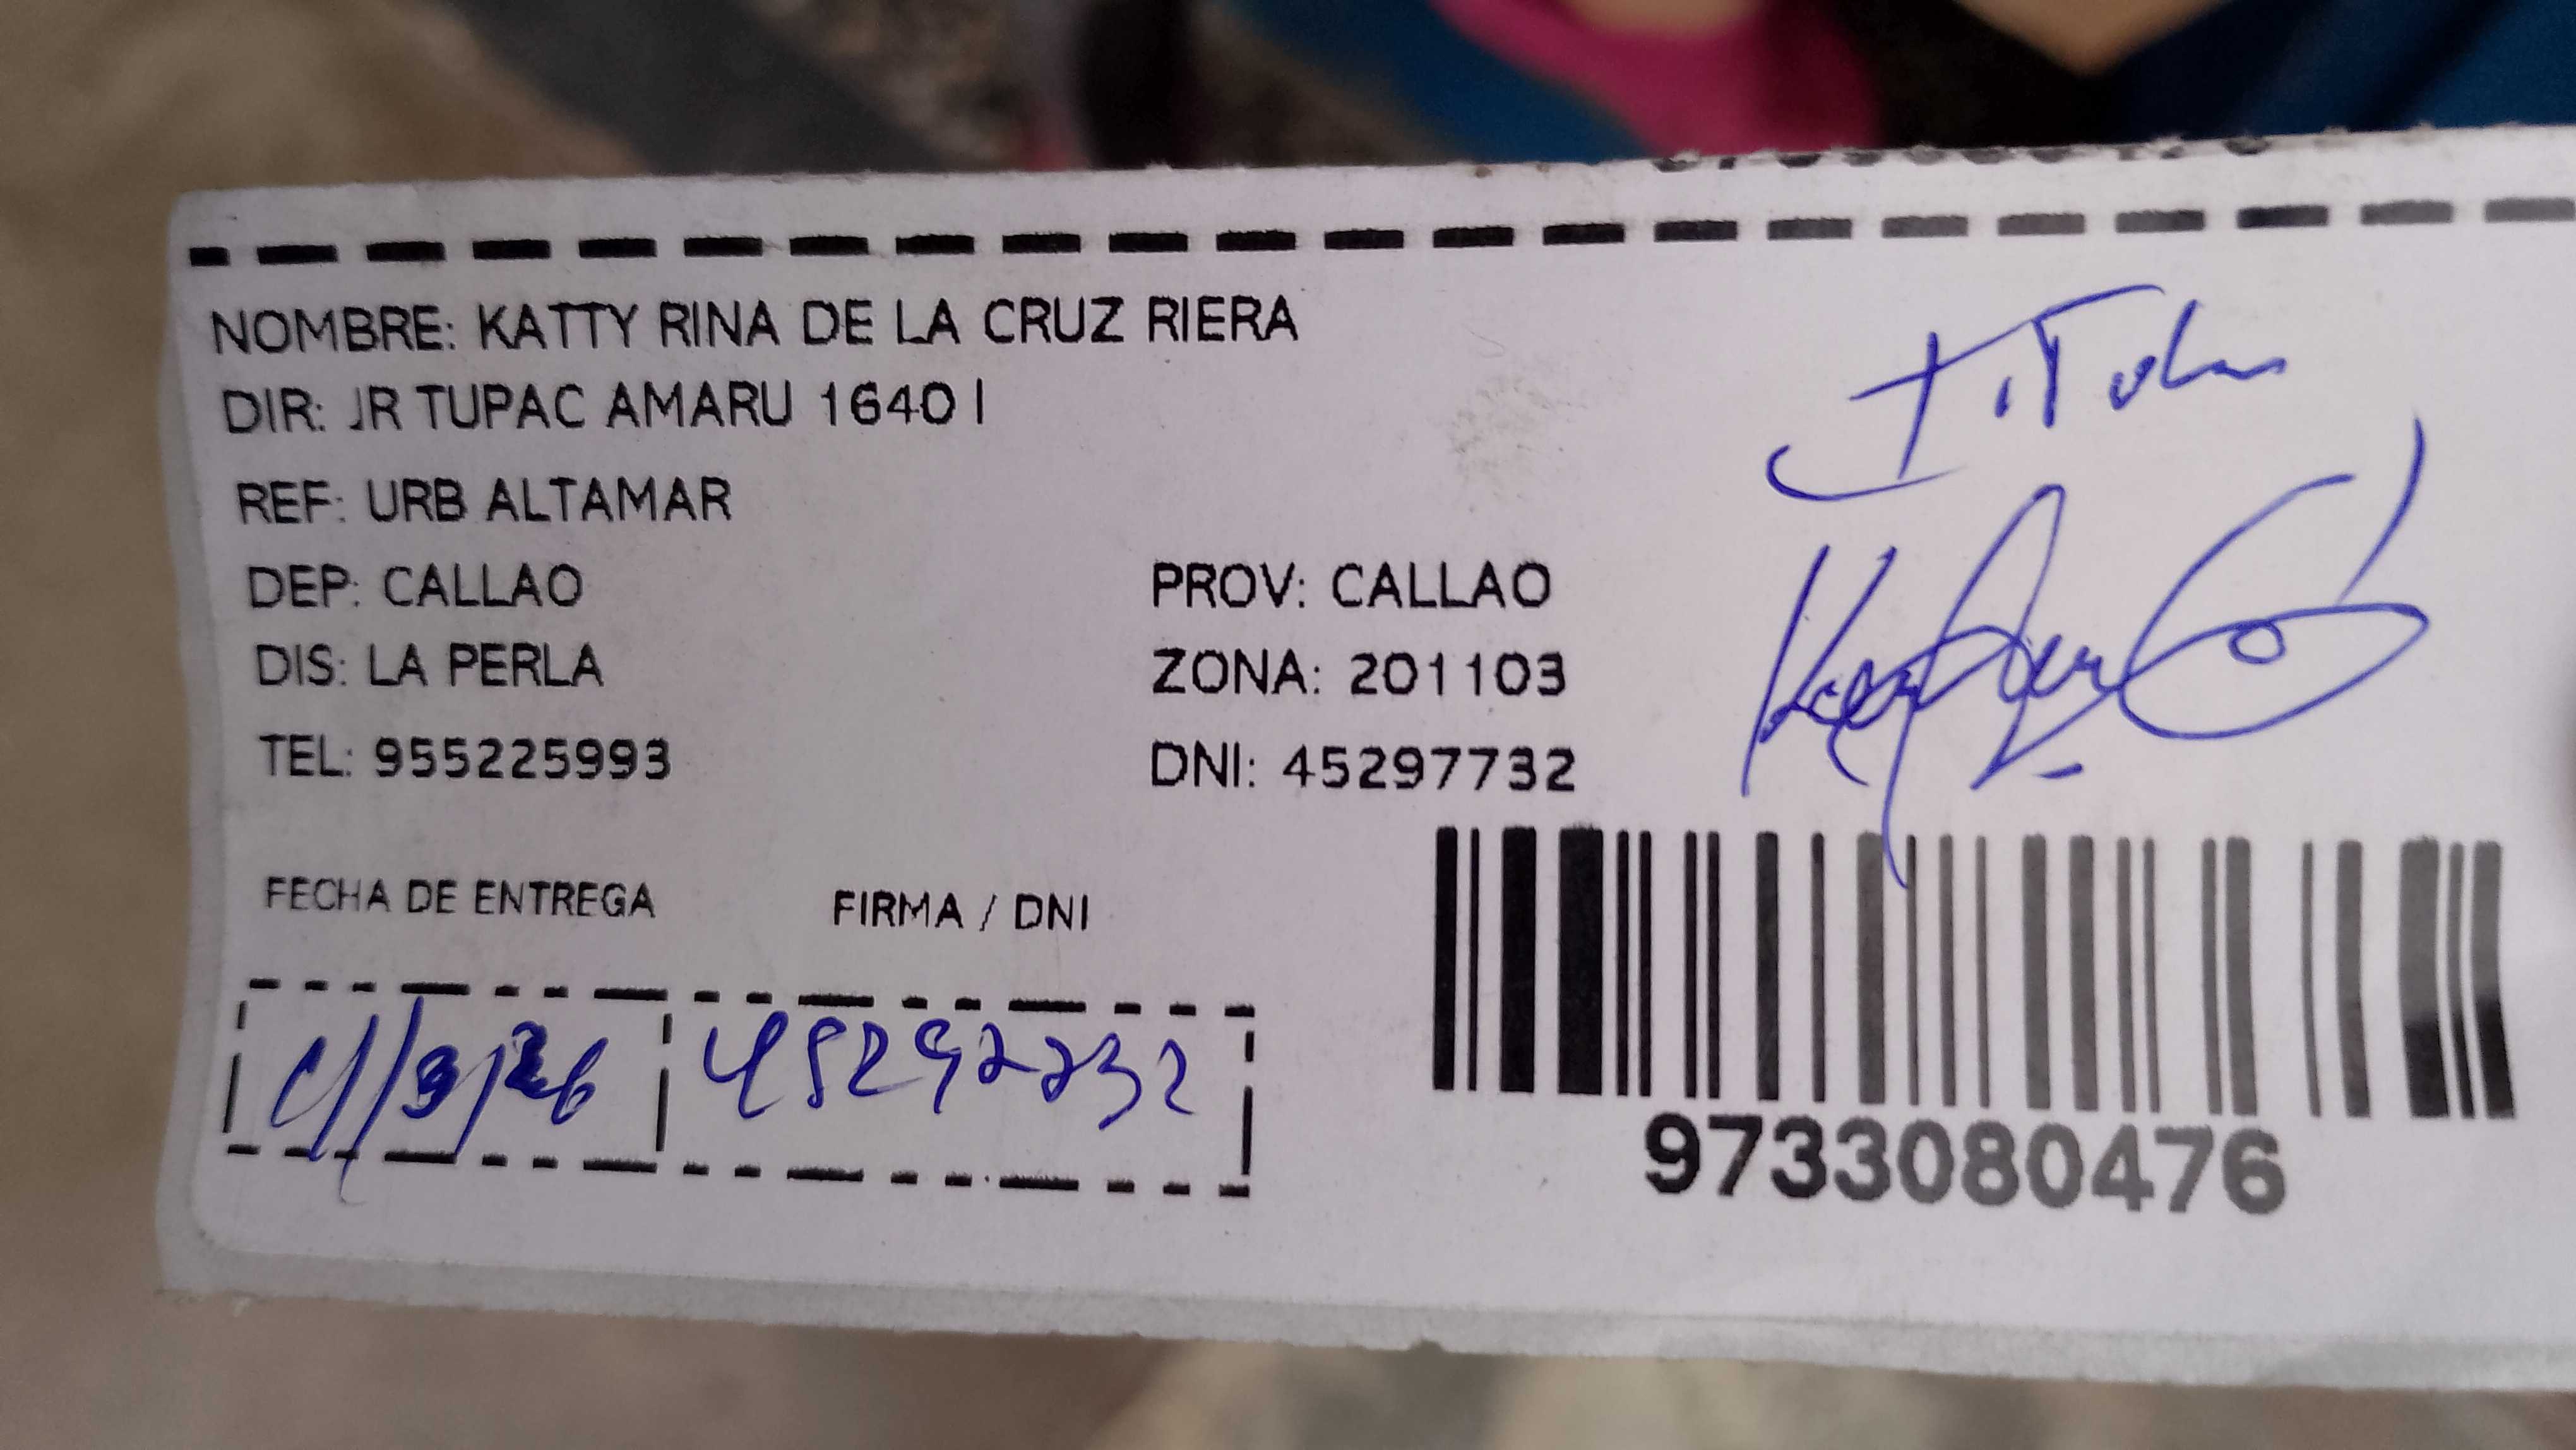 NOMBRE: KATTY RINA DE LA CRUZ RIERA
DIR: JR TUPAC AMARU 1640 I
REF: URB ALTAMAR
DEP: CALLAO PROV: CALLAO
DIS: LA PERLA ZONA: 201103
TEL: 955225993 DNI: 45297732
FECHA DE ENTREGA FIRMA / DNI
45297732
9733080476